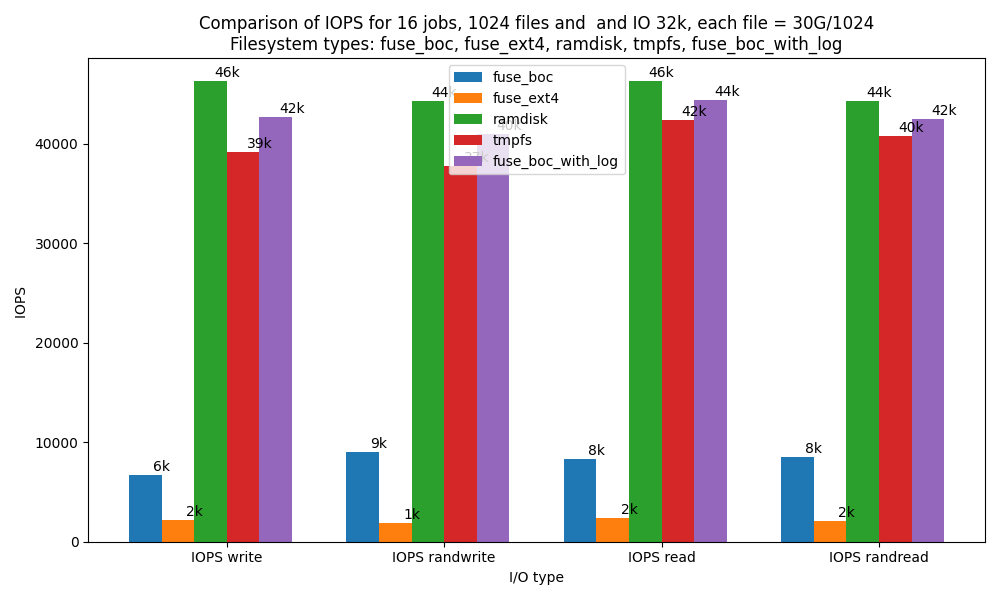 Comparison of IOPS for 16 jobs, 1024 files and  and IO 32k, each file = 30G/1024
Filesystem types: fuse_boc, fuse_ext4, ramdisk, tmpfs, fuse_boc_with_log
fuse_boc
fuse_ext4
ramdisk
tmpfs
fuse_boc_with_log
IOPS
40000
30000
20000
10000
0
6k
2k
46k
39k
42k
9k
1k
44k
37k
40k
8k
2k
46k
42k
44k
8k
2k
44k
40k
42k
IOPS write
IOPS randwrite
IOPS read
IOPS randread
I/O type